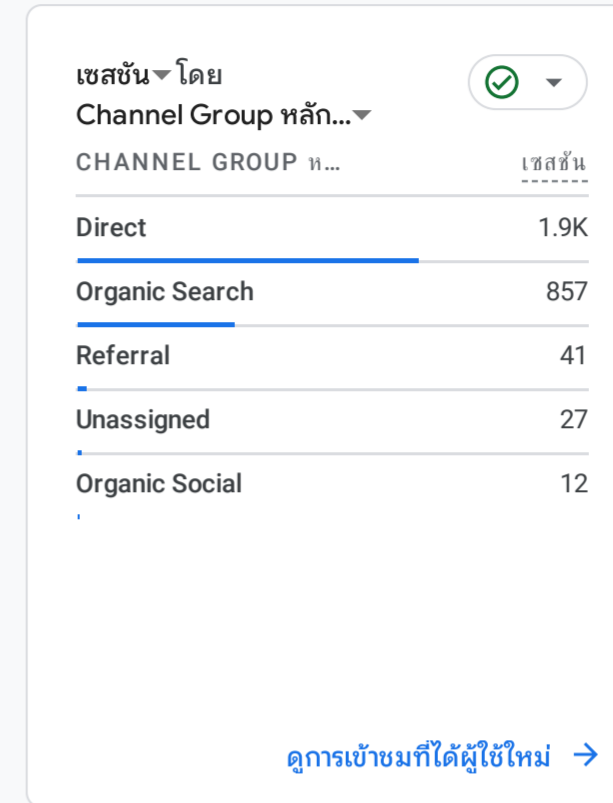 เซสชัน โดย
Channel Group หลัก...
CHANNEL GROUP ห... เซสชัน
Direct 1.9K
Organic Search 857
Referral 41
Unassigned 27
Organic Social 12
ดูการเข้าชมที่ได้ผู้ใช้ใหม่ →